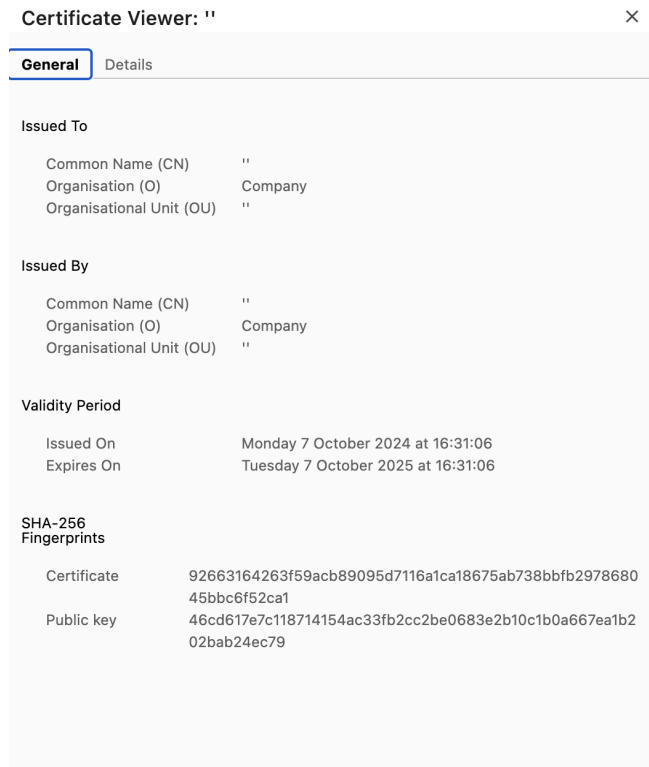 Certificate Viewer: ''
General Details
Issued To
Common Name (CN) ''
Organisation (O) Company
Organisational Unit (OU) ''
Issued By
Common Name (CN) ''
Organisation (O) Company
Organisational Unit (OU) ''
Validity Period
Issued On Monday 7 October 2024 at 16:31:06
Expires On Tuesday 7 October 2025 at 16:31:06
SHA-256
Fingerprints
Certificate 92663164263f59acb89095d7116a1ca18675ab738bbfb2978680
45bbc6f52ca1
Public key 46cd617e7c118714154ac33fb2cc2be0683e2b10c1b0a667ea1b2
02bab24ec79